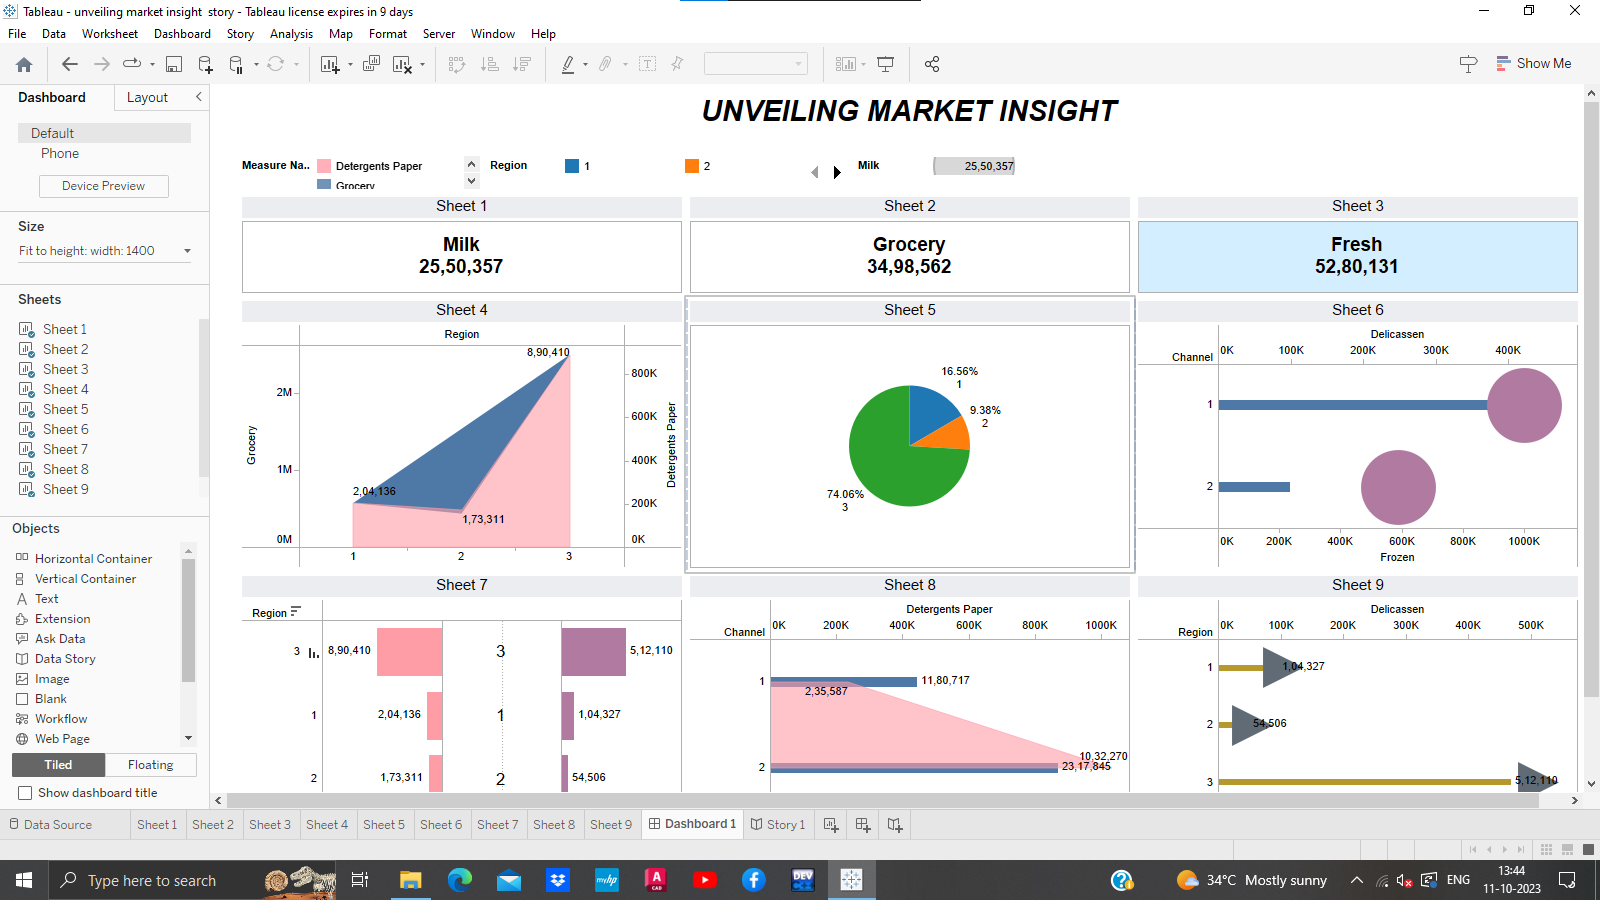 Tableau - unveiling market insight  story - Tableau license expires in 9 days
File Data Worksheet Dashboard Story Analysis Map Format Server Window Help
Show Me
Dashboard Layout
Default
Phone
Device Preview
Size
Fit to height: width: 1400
Sheets
Sheet 1
Sheet 2
Sheet 3
Sheet 4
Sheet 5
Sheet 6
Sheet 7
Sheet 8
Sheet 9
Objects
Horizontal Container
Vertical Container
Text
Extension
Ask Data
Data Story
Image
Blank
Workflow
Web Page
Tiled Floating
Show dashboard title
UNVEILING MARKET INSIGHT
Measure Na.. Detergents Paper
Grocery
Region 1 2
Milk 25,50,357
Sheet 1
Milk
25,50,357
Sheet 2
Grocery
34,98,562
Sheet 3
Fresh
52,80,131
Sheet 4
Region
8,90,410
2M
1M
0M
Grocery
2,04,136
1,73,311
800K
600K
400K
200K
0K
Detergents Paper
1 2 3
Sheet 5
16.56%
1
9.38%
2
74.06%
3
Sheet 6
Delicassen
Channel 0K 100K 200K 300K 400K
1
2
0K 200K 400K 600K 800K 1000K
Frozen
Sheet 7
Region
3 8,90,410 3 5,12,110
1 2,04,136 1 1,04,327
2 1,73,311 2 54,506
Sheet 8
Detergents Paper
Channel 0K 200K 400K 600K 800K 1000K
1 11,80,717
2,35,587
10,32,270
2 23,17,845
Sheet 9
Delicassen
Region 0K 100K 200K 300K 400K 500K
1 1,04,327
2 54,506
3 5,12,110
Data Source Sheet 1 Sheet 2 Sheet 3 Sheet 4 Sheet 5 Sheet 6 Sheet 7 Sheet 8 Sheet 9 Dashboard 1 Story 1
Type here to search
myhp
A
CAD
DEV
34°C Mostly sunny
ENG
13:44
11-10-2023